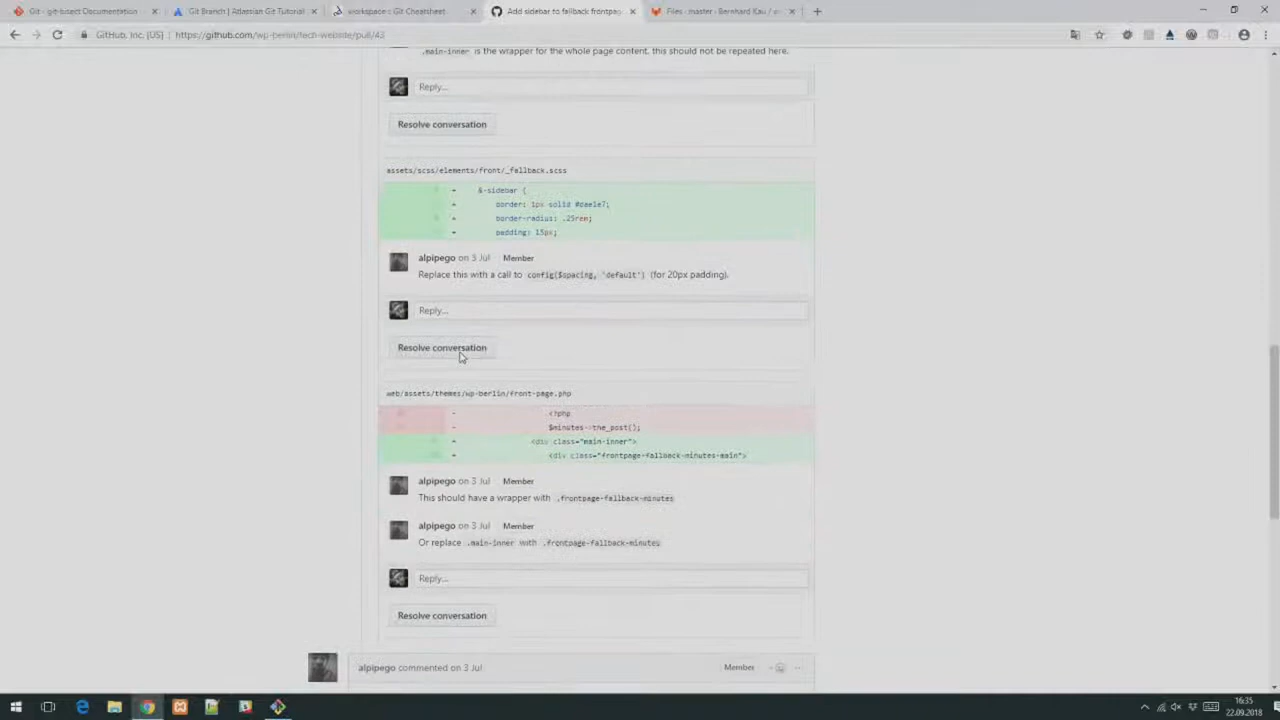 Git - git-bisect Documentation
Git Branch | Atlassian Git Tutorial
workspace :: Git Cheatsheet
Add sidebar to fallback frontpag
Files · master · Bernhard Kau / w
GitHub, Inc. [US] | https://github.com/wp-berlin/tech-website/pull/43
.main-inner is the wrapper for the whole page content, this should not be repeated here.
Reply...
Resolve conversation
assets/scss/elements/front/_fallback.scss
+ &-sidebar {
+ border: 1px solid #dae1e7;
+ border-radius: .25rem;
+ padding: 15px;
alpipego on 3 Jul Member
Replace this with a call to config($spacing, 'default') (for 20px padding).
Reply...
Resolve conversation
web/assets/themes/wp-berlin/front-page.php
- <?php
- $minutes->the_post();
+ <div class="main-inner">
+ <div class="frontpage-fallback-minutes-main">
alpipego on 3 Jul Member
This should have a wrapper with .frontpage-fallback-minutes
alpipego on 3 Jul Member
Or replace .main-inner with .frontpage-fallback-minutes
Reply...
Resolve conversation
alpipego commented on 3 Jul Member
16:35
22.09.2018